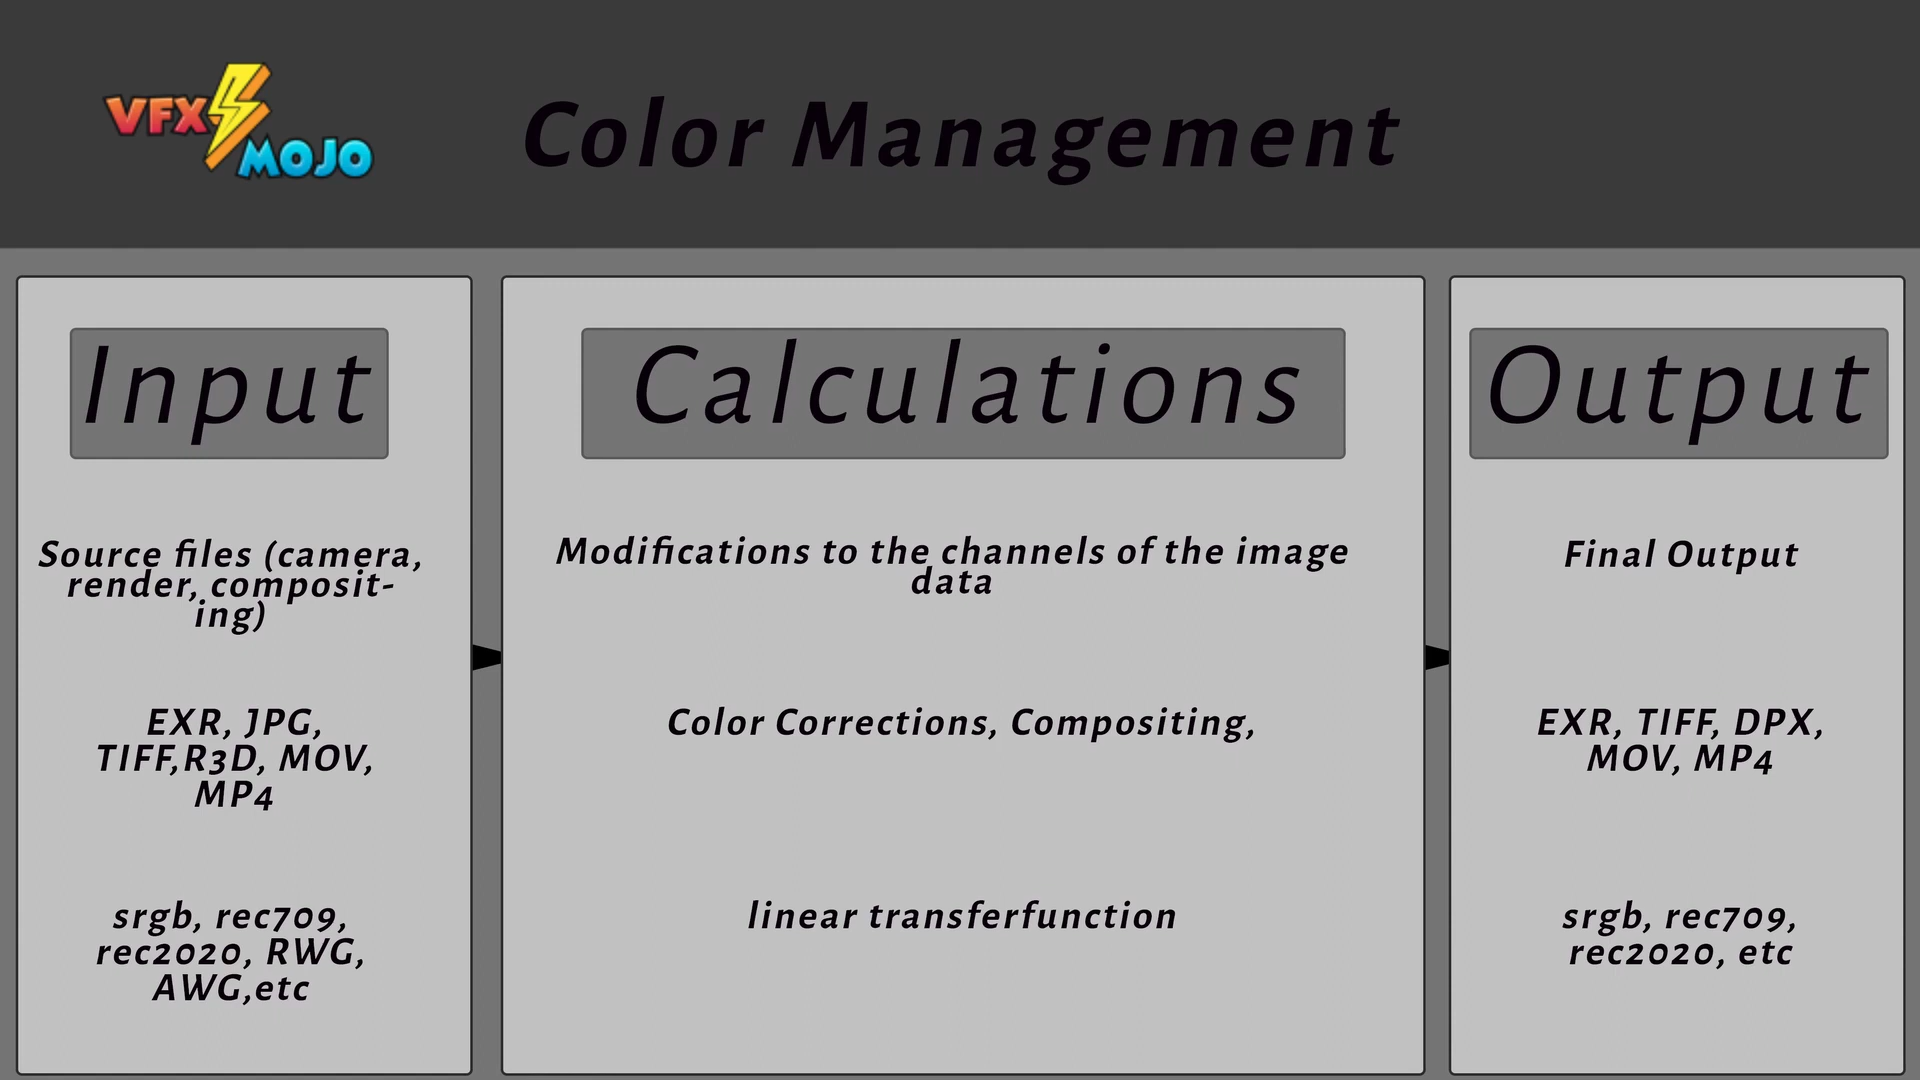 VFX MOJO
Color Management
Input
Source files (camera,
render, composit-
ing)
EXR, JPG,
TIFF,R3D, MOV,
MP4
srgb, rec709,
rec2020, RWG,
AWG,etc
Calculations
Modifications to the channels of the image
data
Color Corrections, Compositing,
linear transferfunction
Output
Final Output
EXR, TIFF, DPX,
MOV, MP4
srgb, rec709,
rec2020, etc